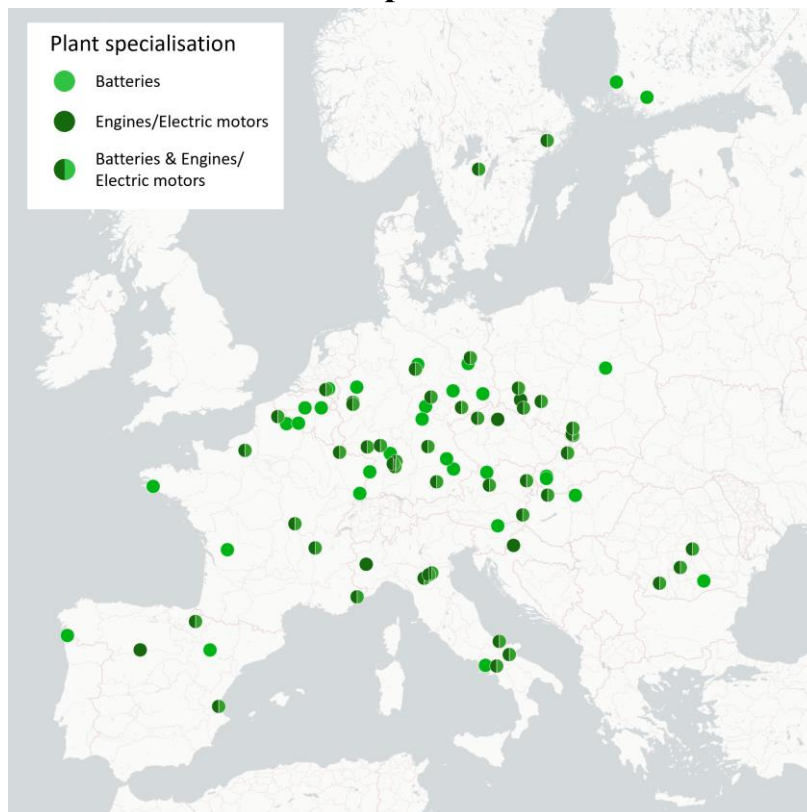 Plant specialisation
Batteries
Engines/Electric motors
Batteries & Engines/
Electric motors